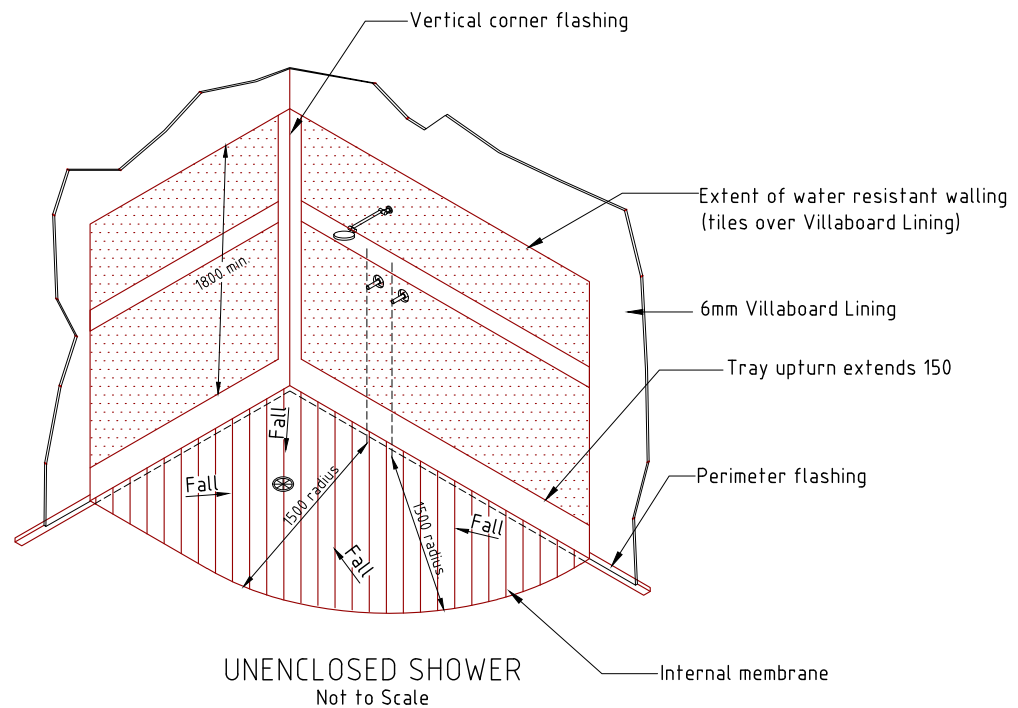 Vertical corner flashing
Extent of water resistant walling
(tiles over Villaboard Lining)
1800 min
6mm Villaboard Lining
Tray upturn extends 150
Fall
Perimeter flashing
Fall
1500 radius
1500 radius
Fall
Fall
UNENCLOSED SHOWER
Not to Scale
Internal membrane